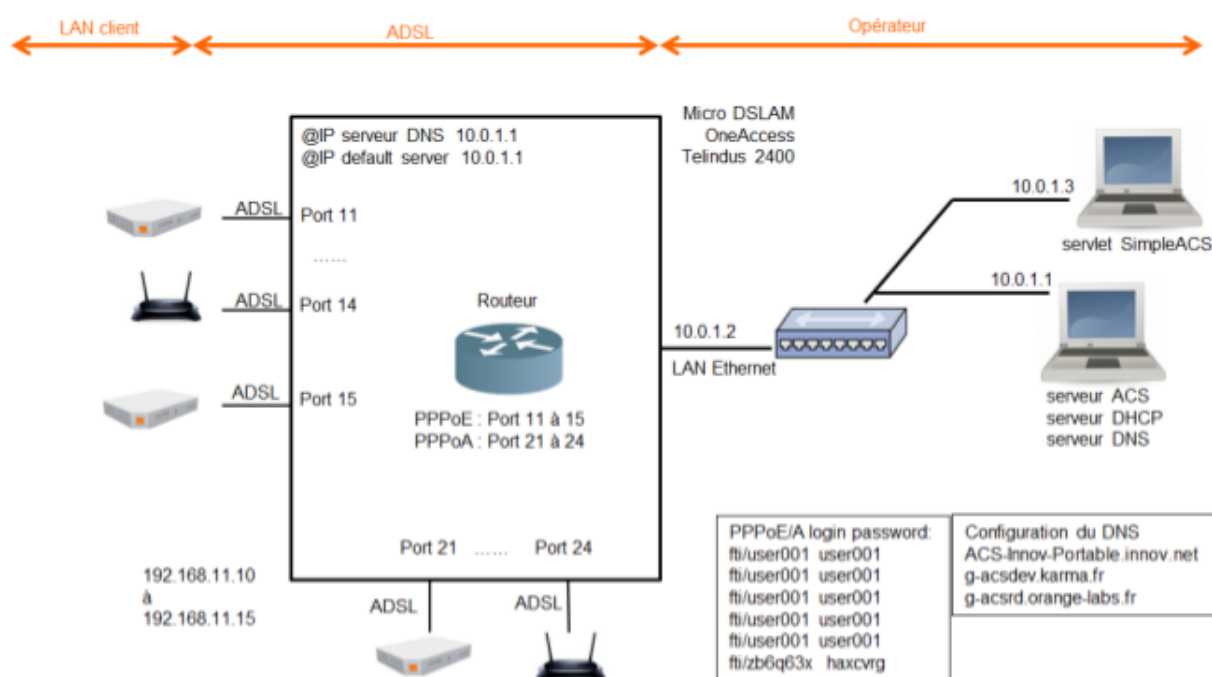 LAN client
ADSL
Opérateur
Micro DSLAM
OneAccess
Telindus 2400
@IP serveur DNS 10.0.1.1
@IP default server 10.0.1.1
10.0.1.3
servlet SimpleACS
ADSL
Port 11
......
ADSL
Port 14
Routeur
10.0.1.1
10.0.1.2
LAN Ethernet
ADSL
Port 15
PPPoE : Port 11 à 15
PPPoA : Port 21 à 24
serveur ACS
serveur DHCP
serveur DNS
Port 21 ...... Port 24
192.168.11.10
à
192.168.11.15
ADSL
ADSL
PPPoE/A login password:
fti/user001 user001
fti/user001 user001
fti/user001 user001
fti/user001 user001
fti/user001 user001
fti/zb6q63x haxcvrg
Configuration du DNS
ACS-Innov-Portable.innov.net
g-acsdev.karma.fr
g-acsrd.orange-labs.fr